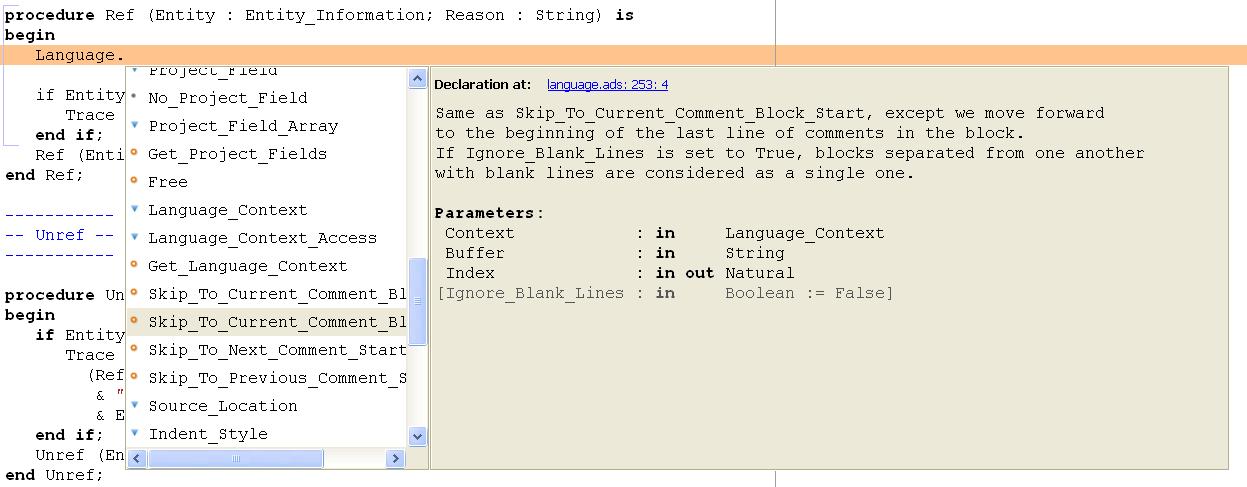 procedure Ref (Entity : Entity_Information; Reason : String) is
begin
Language.
if Entity
Trace
end if;
Ref (Enti
end Ref;
-----------
-- Unref --
-----------
procedure Un
begin
if Entity
Trace
(Ref
& "
& E
end if;
Unref (En
end Unref;
Project_Field
No_Project_Field
Project_Field_Array
Get_Project_Fields
Free
Language_Context
Language_Context_Access
Get_Language_Context
Skip_To_Current_Comment_Bl
Skip_To_Current_Comment_Bl
Skip_To_Next_Comment_Start
Skip_To_Previous_Comment_S
Source_Location
Indent_Style
Declaration at: language.ads: 253: 4
Same as Skip_To_Current_Comment_Block_Start, except we move forward
to the beginning of the last line of comments in the block.
If Ignore_Blank_Lines is set to True, blocks separated from one another
with blank lines are considered as a single one.
Parameters:
Context : in Language_Context
Buffer : in String
Index : in out Natural
[Ignore_Blank_Lines : in Boolean := False]